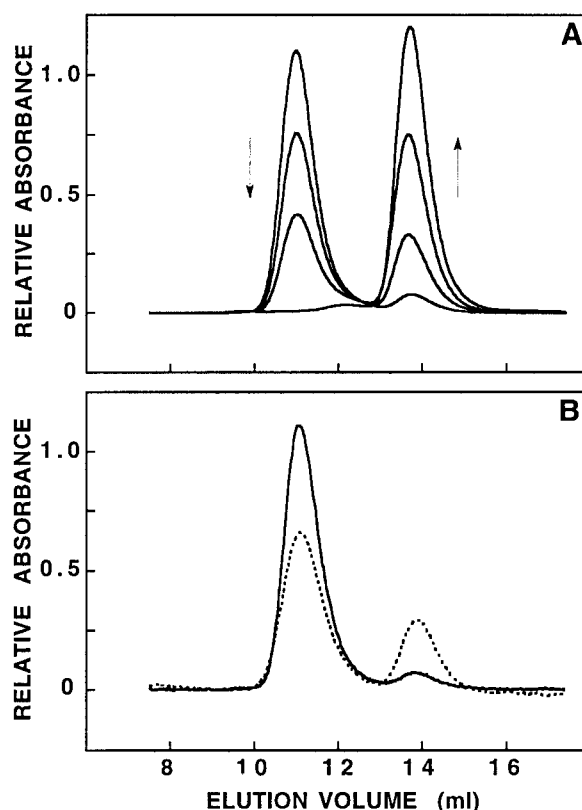 A
RELATIVE ABSORBANCE
1.0
0.5
0
B
RELATIVE ABSORBANCE
1.0
0.5
0
8 10 12 14 16
ELUTION VOLUME (ml)